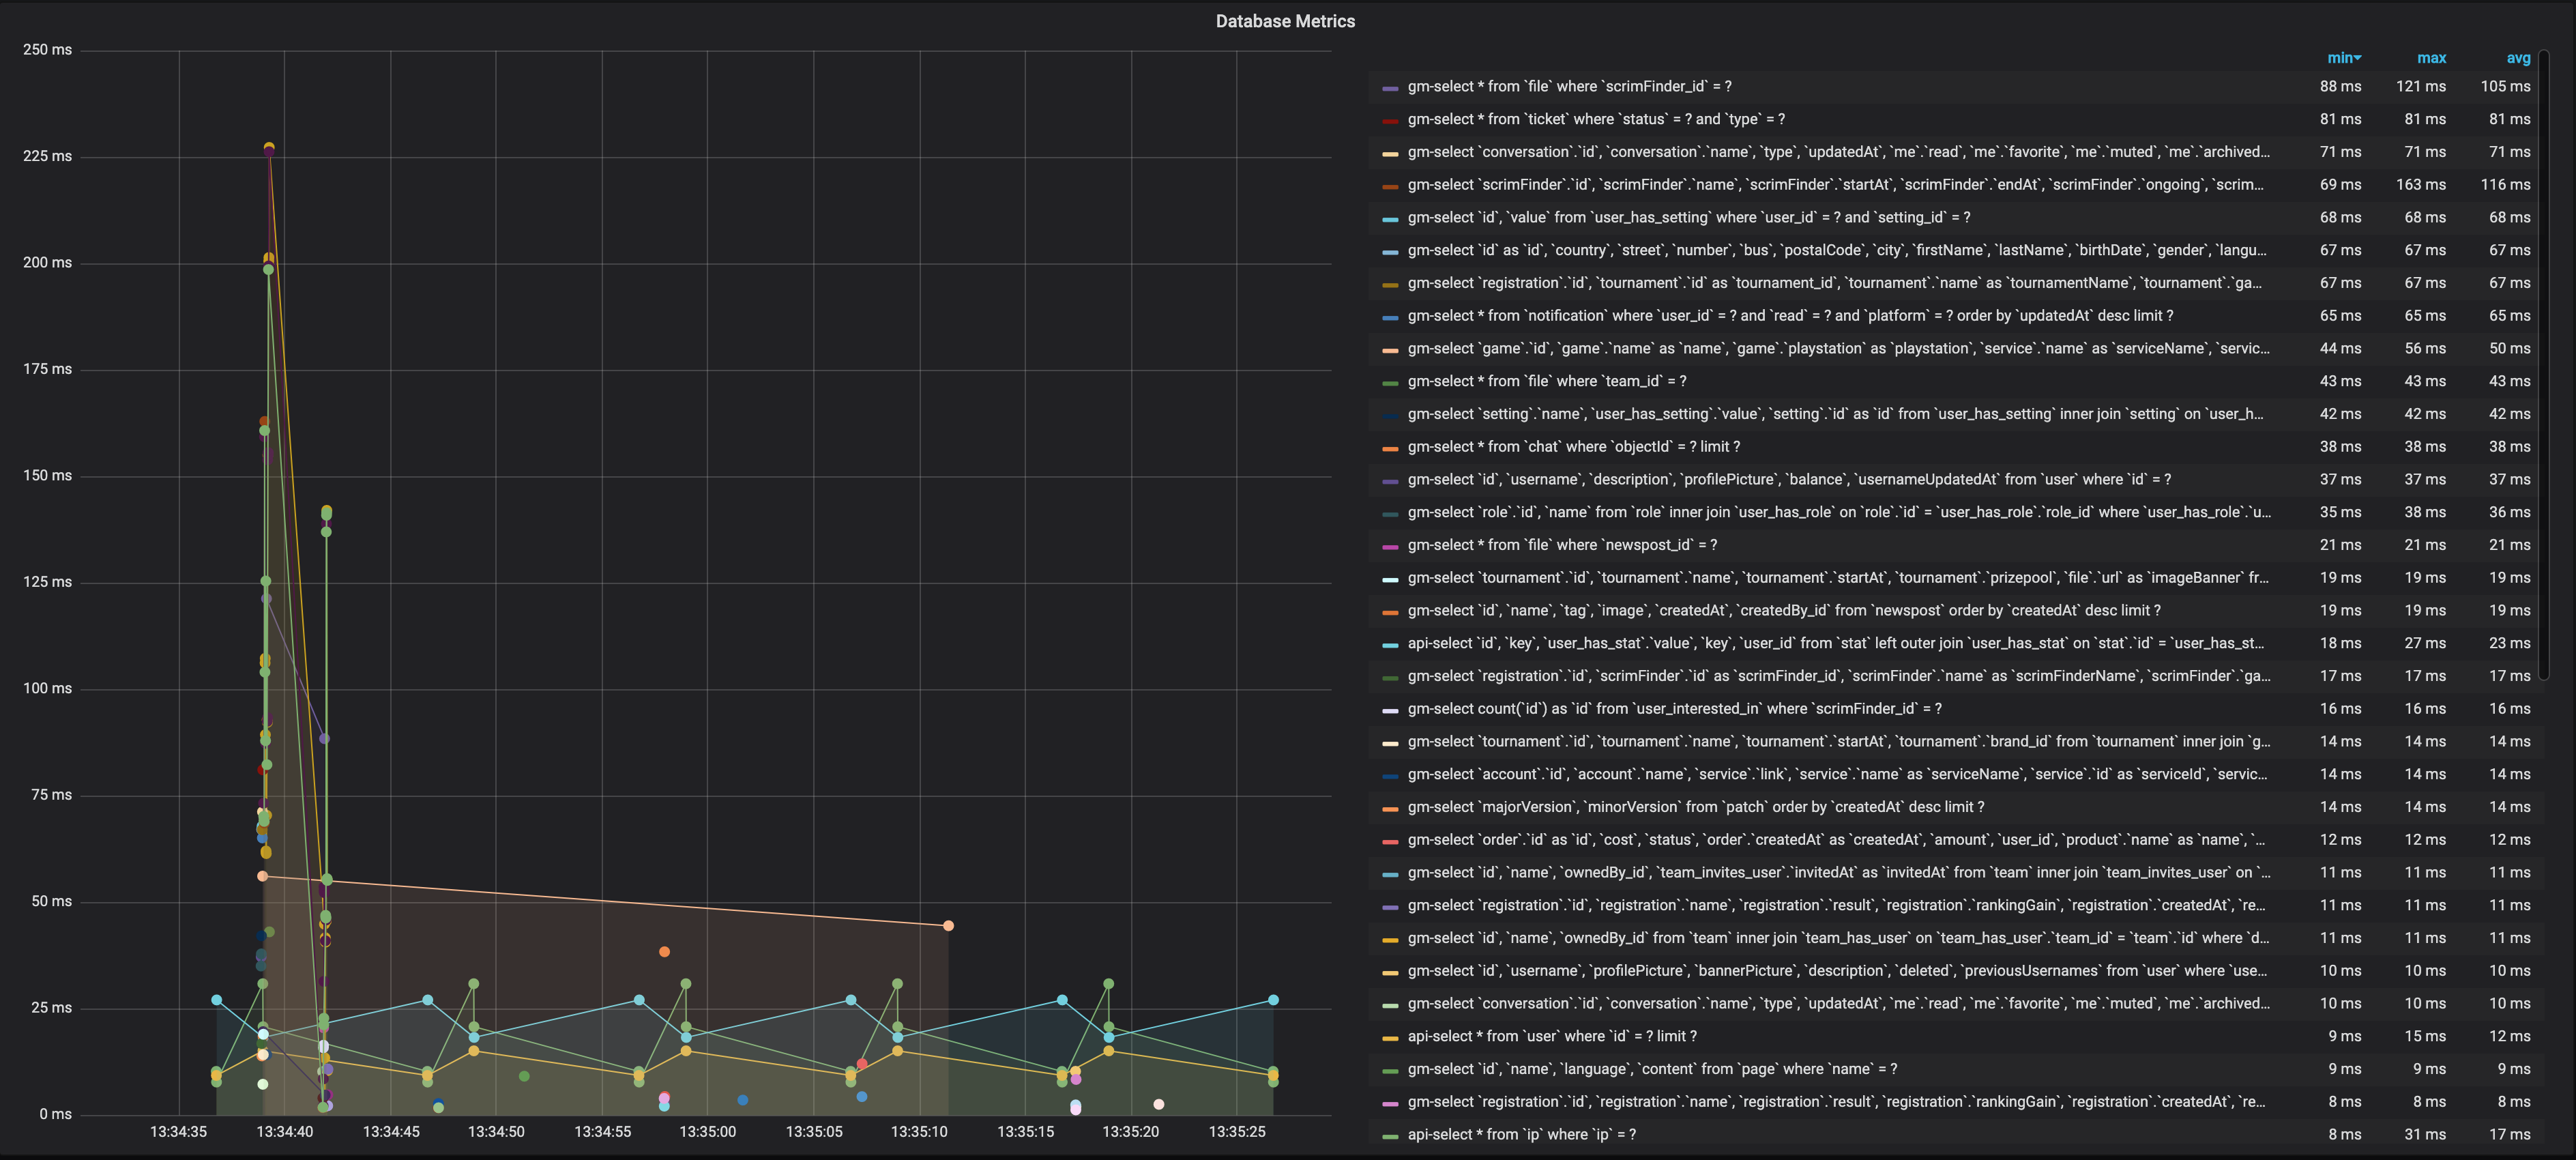 Database Metrics
250 ms
225 ms
200 ms
175 ms
150 ms
125 ms
100 ms
75 ms
50 ms
25 ms
0 ms
13:34:35 13:34:40 13:34:45 13:34:50 13:34:55 13:35:00 13:35:05 13:35:10 13:35:15 13:35:20 13:35:25
min max avg
gm-select * from `file` where `scrimFinder_id` = ? 88 ms 121 ms 105 ms
gm-select * from `ticket` where `status` = ? and `type` = ? 81 ms 81 ms 81 ms
gm-select `conversation`.`id`, `conversation`.`name`, `type`, `updatedAt`, `me`.`read`, `me`.`favorite`, `me`.`muted`, `me`.`archived... 71 ms 71 ms 71 ms
gm-select `scrimFinder`.`id`, `scrimFinder`.`name`, `scrimFinder`.`startAt`, `scrimFinder`.`endAt`, `scrimFinder`.`ongoing`, `scrim... 69 ms 163 ms 116 ms
gm-select `id`, `value` from `user_has_setting` where `user_id` = ? and `setting_id` = ? 68 ms 68 ms 68 ms
gm-select `id` as `id`, `country`, `street`, `number`, `bus`, `postalCode`, `city`, `firstName`, `lastName`, `birthDate`, `gender`, `langu... 67 ms 67 ms 67 ms
gm-select `registration`.`id`, `tournament`.`id` as `tournament_id`, `tournament`.`name` as `tournamentName`, `tournament`.`ga... 67 ms 67 ms 67 ms
gm-select * from `notification` where `user_id` = ? and `read` = ? and `platform` = ? order by `updatedAt` desc limit ? 65 ms 65 ms 65 ms
gm-select `game`.`id`, `game`.`name` as `name`, `game`.`playstation` as `playstation`, `service`.`name` as `serviceName`, `servic... 44 ms 56 ms 50 ms
gm-select * from `file` where `team_id` = ? 43 ms 43 ms 43 ms
gm-select `setting`.`name`, `user_has_setting`.`value`, `setting`.`id` as `id` from `user_has_setting` inner join `setting` on `user_h... 42 ms 42 ms 42 ms
gm-select * from `chat` where `objectId` = ? limit ? 38 ms 38 ms 38 ms
gm-select `id`, `username`, `description`, `profilePicture`, `balance`, `usernameUpdatedAt` from `user` where `id` = ? 37 ms 37 ms 37 ms
gm-select `role`.`id`, `name` from `role` inner join `user_has_role` on `role`.`id` = `user_has_role`.`role_id` where `user_has_role`.`u... 35 ms 38 ms 36 ms
gm-select * from `file` where `newspost_id` = ? 21 ms 21 ms 21 ms
gm-select `tournament`.`id`, `tournament`.`name`, `tournament`.`startAt`, `tournament`.`prizepool`, `file`.`url` as `imageBanner` fr... 19 ms 19 ms 19 ms
gm-select `id`, `name`, `tag`, `image`, `createdAt`, `createdBy_id` from `newspost` order by `createdAt` desc limit ? 19 ms 19 ms 19 ms
api-select `id`, `key`, `user_has_stat`.`value`, `key`, `user_id` from `stat` left outer join `user_has_stat` on `stat`.`id` = `user_has_st... 18 ms 27 ms 23 ms
gm-select `registration`.`id`, `scrimFinder`.`id` as `scrimFinder_id`, `scrimFinder`.`name` as `scrimFinderName`, `scrimFinder`.`ga... 17 ms 17 ms 17 ms
gm-select count(`id`) as `id` from `user_interested_in` where `scrimFinder_id` = ? 16 ms 16 ms 16 ms
gm-select `tournament`.`id`, `tournament`.`name`, `tournament`.`startAt`, `tournament`.`brand_id` from `tournament` inner join `g... 14 ms 14 ms 14 ms
gm-select `account`.`id`, `account`.`name`, `service`.`link`, `service`.`name` as `serviceName`, `service`.`id` as `serviceId`, `servic... 14 ms 14 ms 14 ms
gm-select `majorVersion`, `minorVersion` from `patch` order by `createdAt` desc limit ? 14 ms 14 ms 14 ms
gm-select `order`.`id` as `id`, `cost`, `status`, `order`.`createdAt` as `createdAt`, `amount`, `user_id`, `product`.`name` as `name`, `... 12 ms 12 ms 12 ms
gm-select `id`, `name`, `ownedBy_id`, `team_invites_user`.`invitedAt` as `invitedAt` from `team` inner join `team_invites_user` on `... 11 ms 11 ms 11 ms
gm-select `registration`.`id`, `registration`.`name`, `registration`.`result`, `registration`.`rankingGain`, `registration`.`createdAt`, `re... 11 ms 11 ms 11 ms
gm-select `id`, `name`, `ownedBy_id` from `team` inner join `team_has_user` on `team_has_user`.`team_id` = `team`.`id` where `d... 11 ms 11 ms 11 ms
gm-select `id`, `username`, `profilePicture`, `bannerPicture`, `description`, `deleted`, `previousUsernames` from `user` where `use... 10 ms 10 ms 10 ms
gm-select `conversation`.`id`, `conversation`.`name`, `type`, `updatedAt`, `me`.`read`, `me`.`favorite`, `me`.`muted`, `me`.`archived... 10 ms 10 ms 10 ms
api-select * from `user` where `id` = ? limit ? 9 ms 15 ms 12 ms
gm-select `id`, `name`, `language`, `content` from `page` where `name` = ? 9 ms 9 ms 9 ms
gm-select `registration`.`id`, `registration`.`name`, `registration`.`result`, `registration`.`rankingGain`, `registration`.`createdAt`, `re... 8 ms 8 ms 8 ms
api-select * from `ip` where `ip` = ? 8 ms 31 ms 17 ms